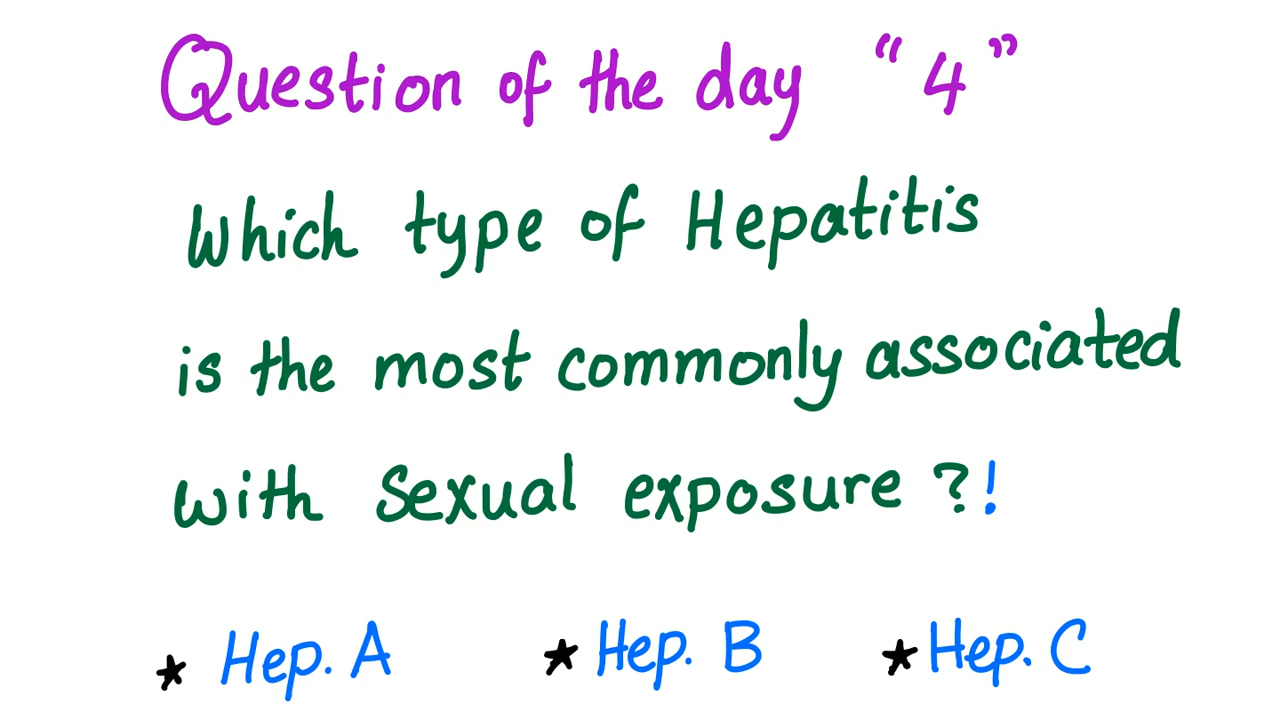 Question of the day “4”
Which type of Hepatitis
is the most commonly associated
with Sexual exposure?!
* Hep. A * Hep. B * Hep. C